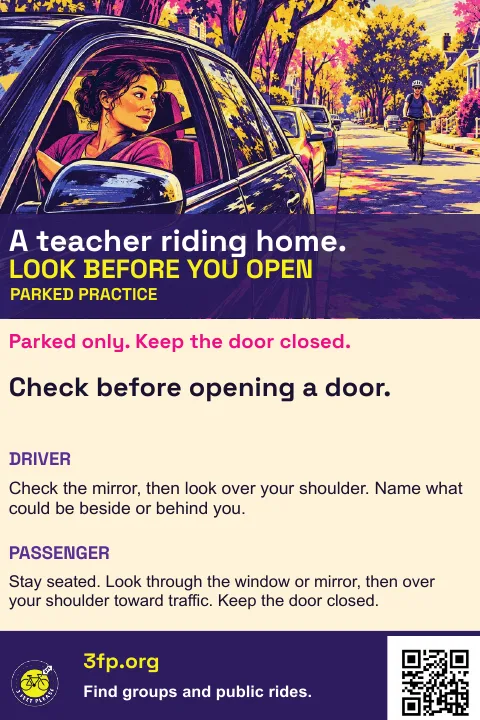 A teacher riding home.
LOOK BEFORE YOU OPEN
PARKED PRACTICE
Parked only. Keep the door closed.
Check before opening a door.
DRIVER
Check the mirror, then look over your shoulder. Name what
could be beside or behind you.
PASSENGER
Stay seated. Look through the window or mirror, then over
your shoulder toward traffic. Keep the door closed.
3fp.org
Find groups and public rides.
3 FEET PLEASE